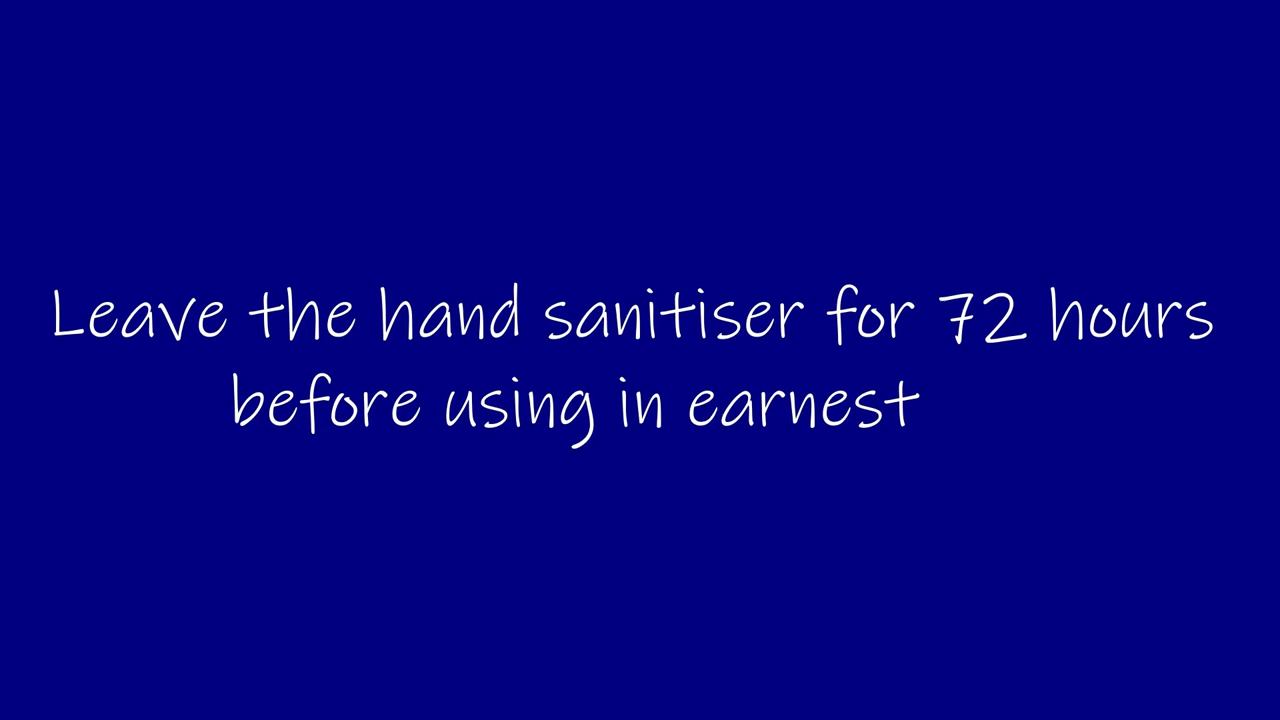 Leave the hand sanitiser for 72 hours
before using in earnest